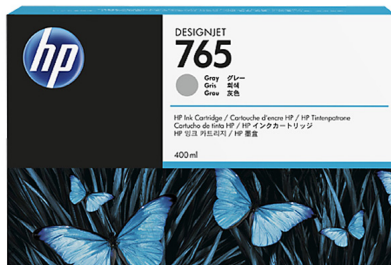 hp
DESIGNJET
765
Gray グレー
Gris 회색
Grau 灰色
HP Ink Cartridge / Cartouche d'encre HP / HP Tintenpatrone
Cartucho de tinta HP / HP インクカートリッジ
HP 잉크 카트리지 / HP 墨盒
400 ml